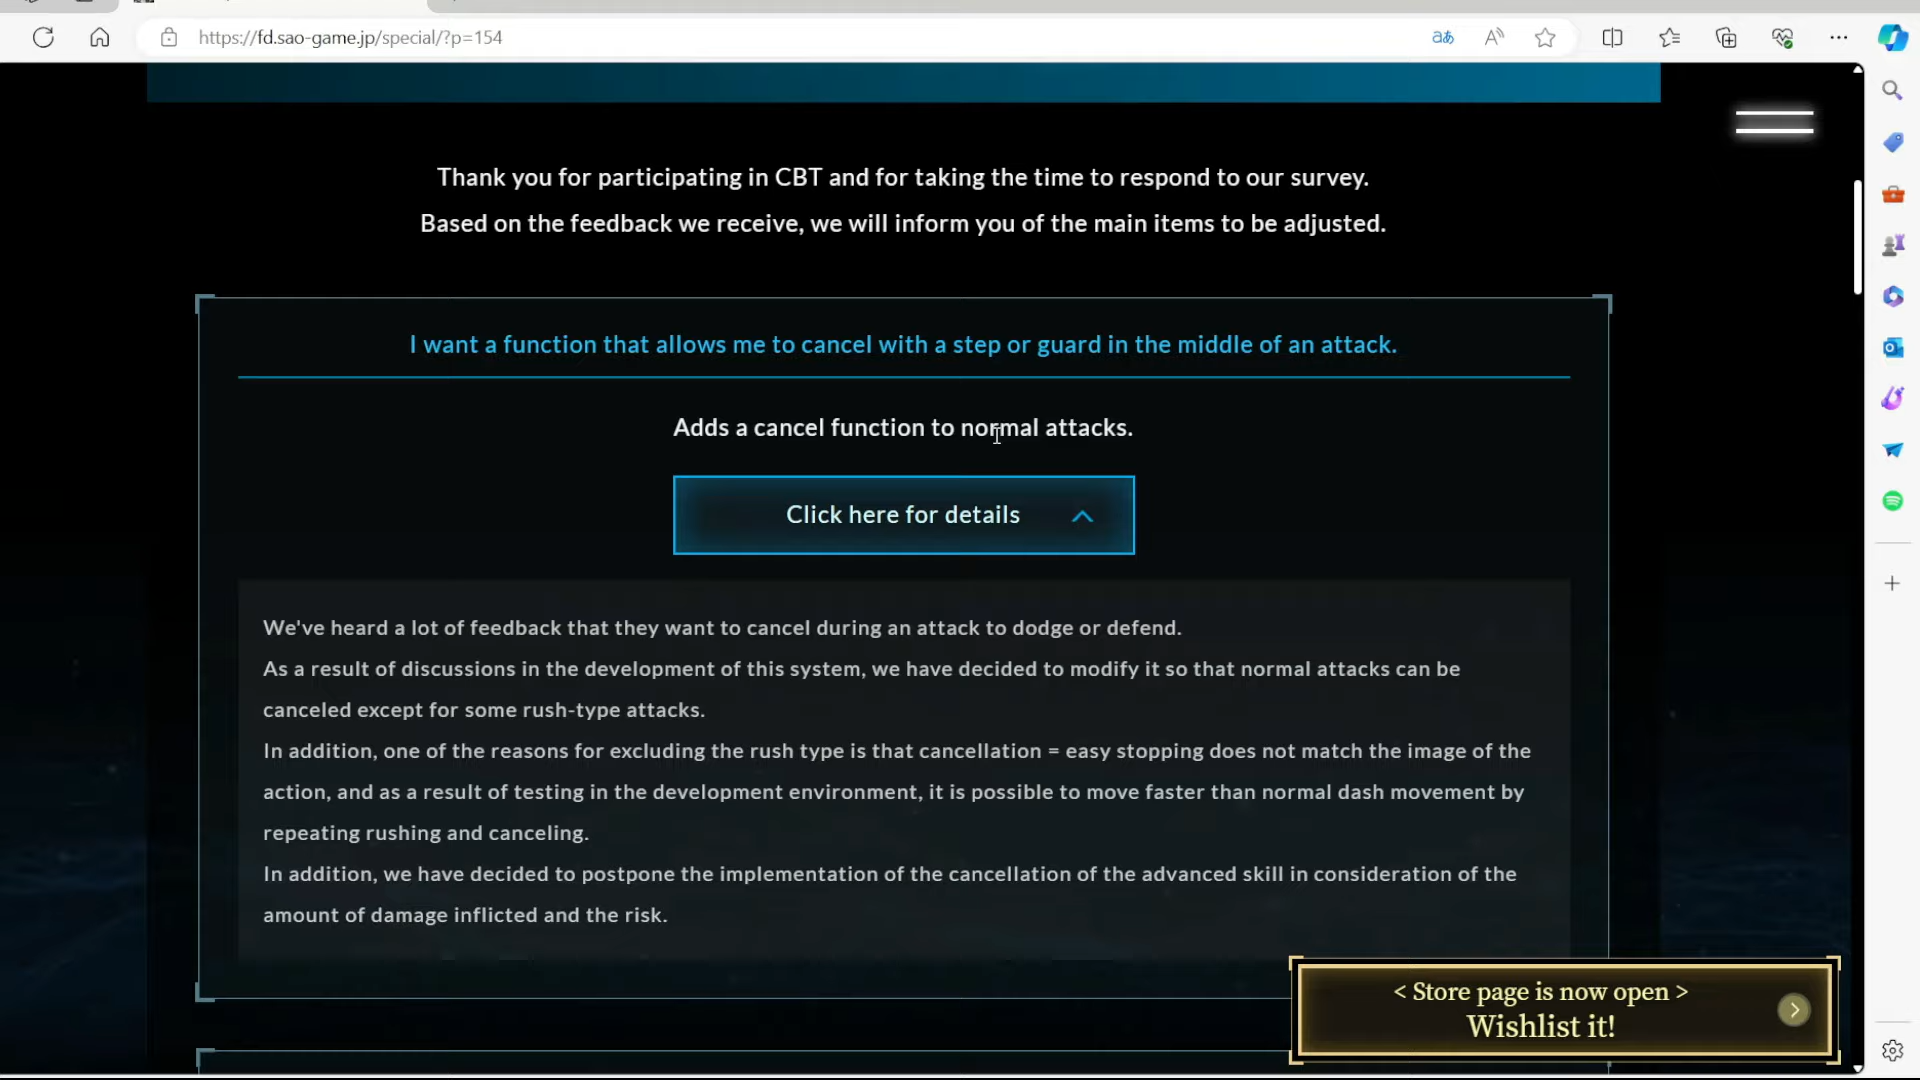 https://fd.sao-game.jp/special/?p=154
Thank you for participating in CBT and for taking the time to respond to our survey.
Based on the feedback we receive, we will inform you of the main items to be adjusted.
I want a function that allows me to cancel with a step or guard in the middle of an attack.
Adds a cancel function to normal attacks.
Click here for details
We've heard a lot of feedback that they want to cancel during an attack to dodge or defend.
As a result of discussions in the development of this system, we have decided to modify it so that normal attacks can be
canceled except for some rush-type attacks.
In addition, one of the reasons for excluding the rush type is that cancellation = easy stopping does not match the image of the
action, and as a result of testing in the development environment, it is possible to move faster than normal dash movement by
repeating rushing and canceling.
In addition, we have decided to postpone the implementation of the cancellation of the advanced skill in consideration of the
amount of damage inflicted and the risk.
< Store page is now open >
Wishlist it!